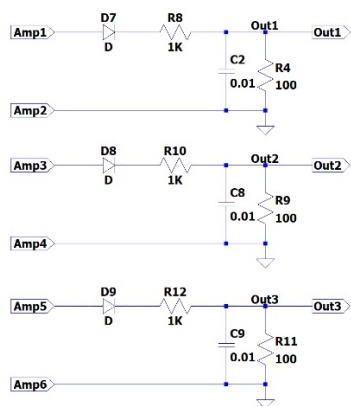 D7 R8 Out1
Amp1 Out1
D 1K C2 R4
0.01 100
Amp2
D8 R10 Out2
Amp3 Out2
D 1K C8 R9
0.01 100
Amp4
D9 R12 Out3
Amp5 Out3
D 1K C9 R11
0.01 100
Amp6